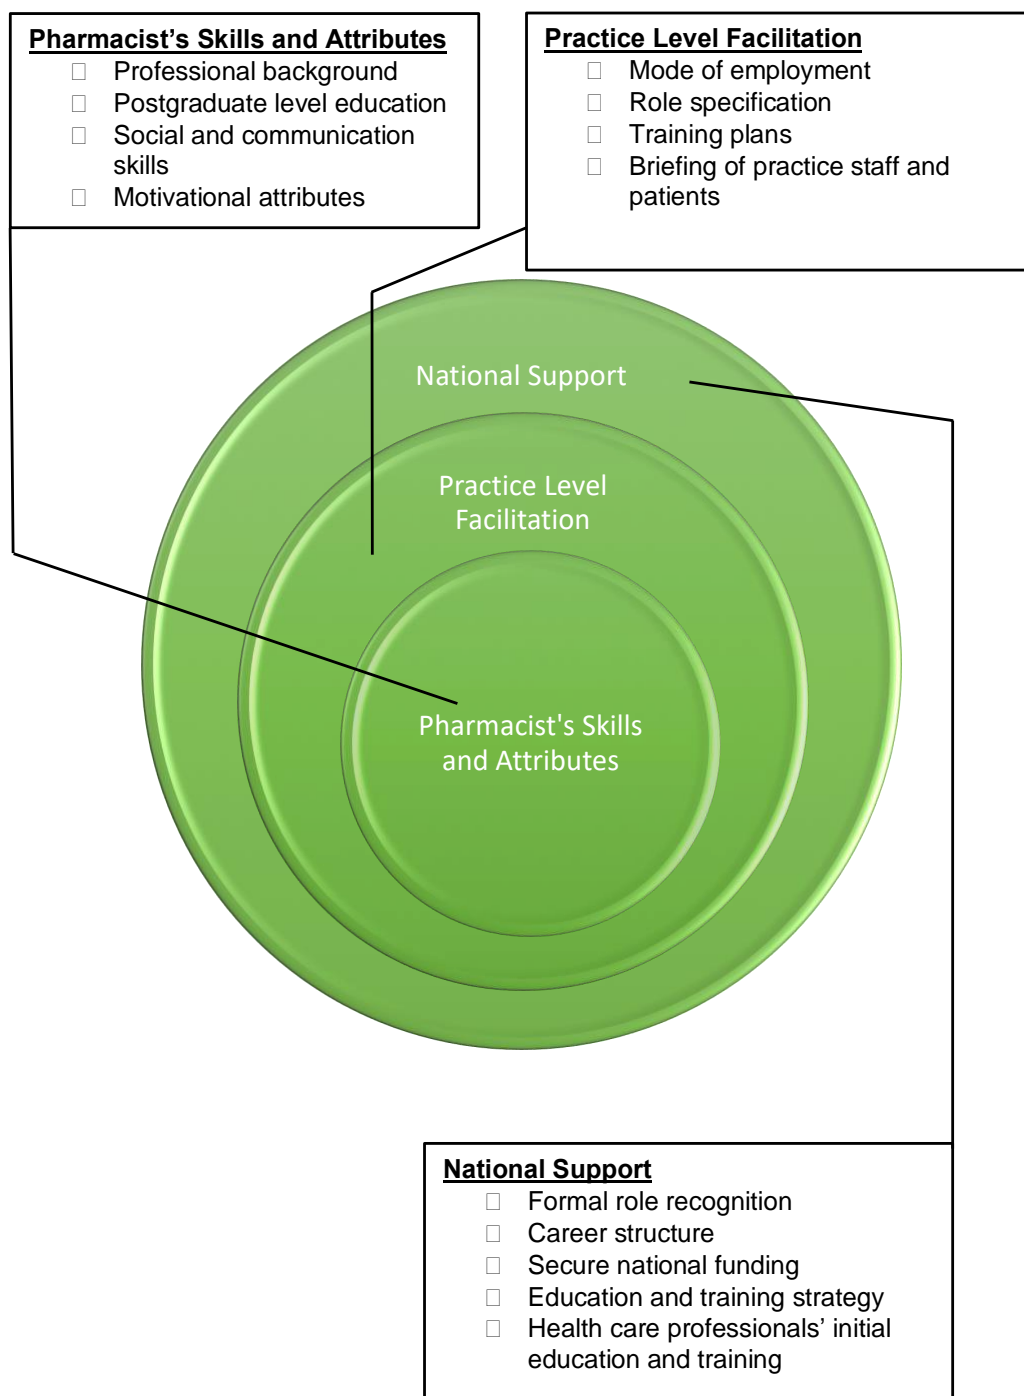 Pharmacist’s Skills and Attributes
Professional background
Postgraduate level education
Social and communication
skills
Motivational attributes
Practice Level Facilitation
Mode of employment
Role specification
Training plans
Briefing of practice staff and
patients
National Support
Practice Level
Facilitation
Pharmacist's Skills
and Attributes
National Support
Formal role recognition
Career structure
Secure national funding
Education and training strategy
Health care professionals’ initial
education and training